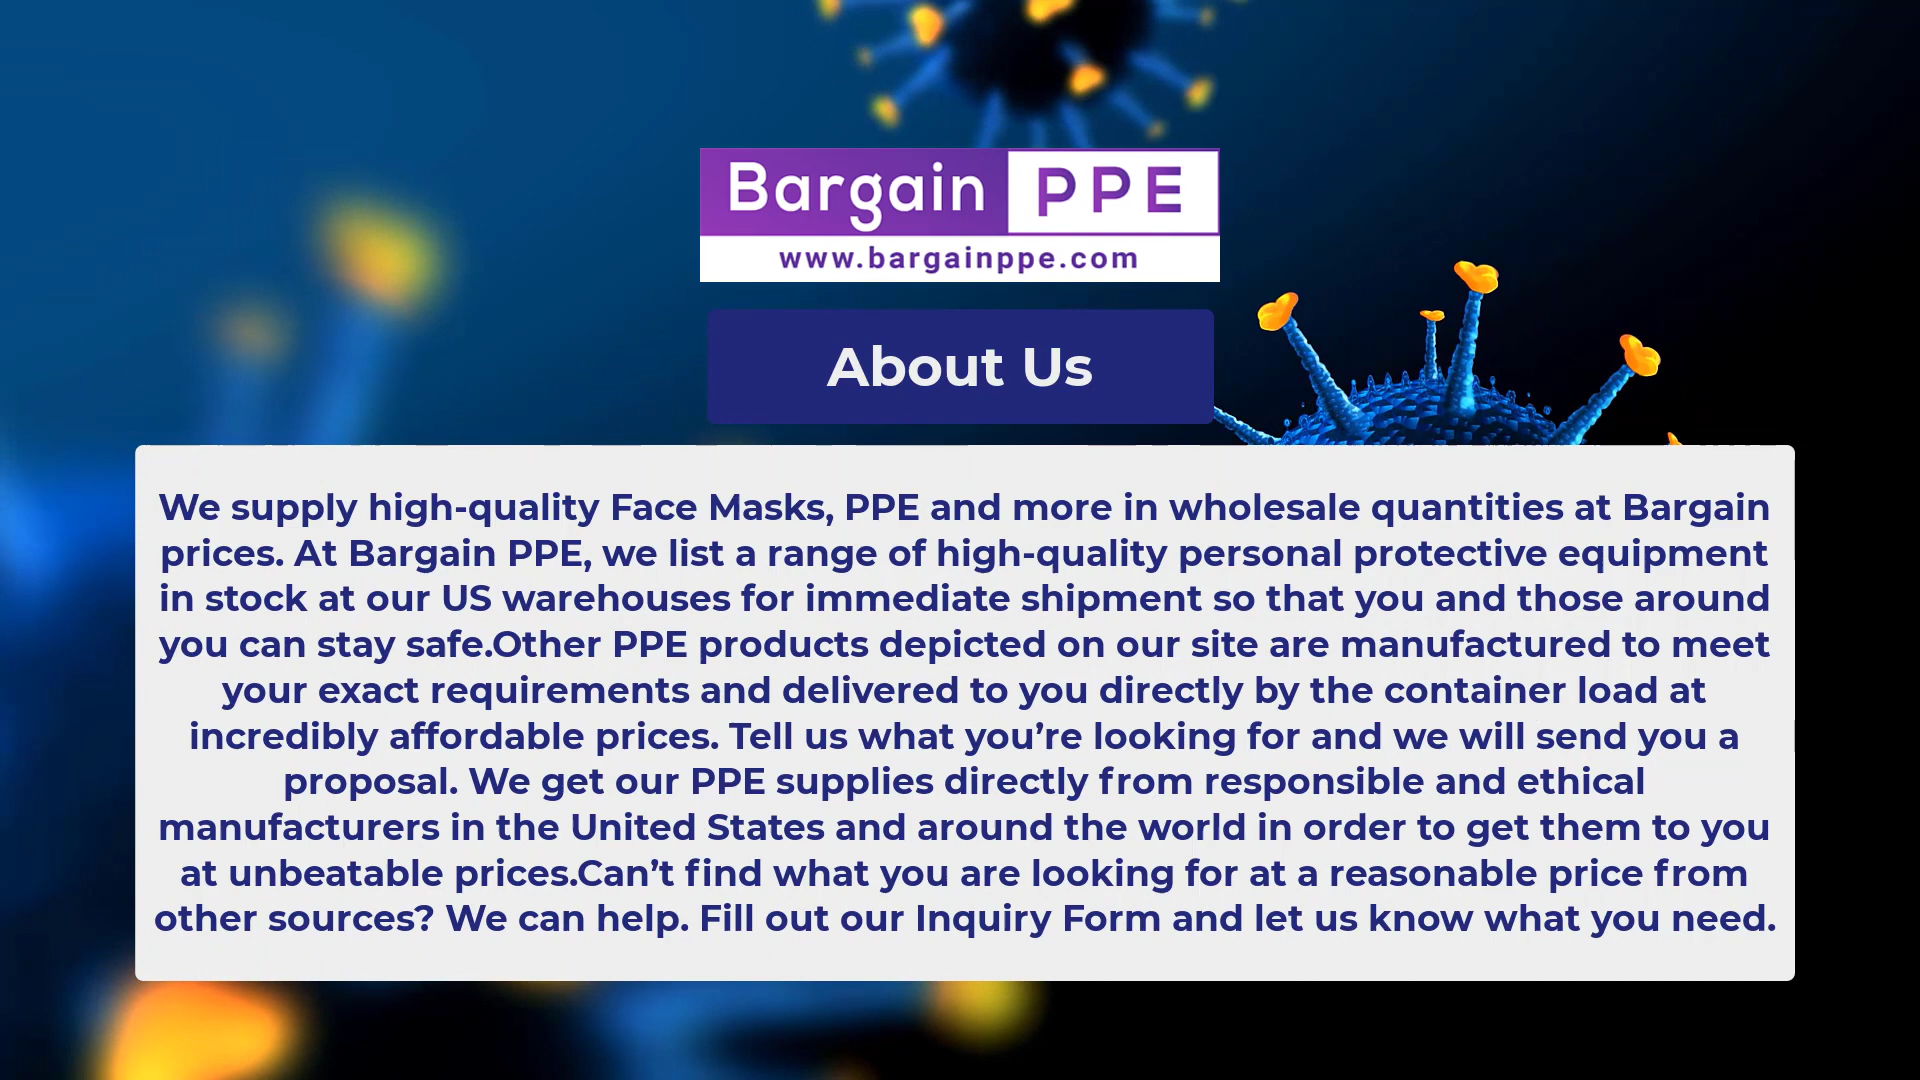 Bargain PPE
www.bargainppe.com
About Us
We supply high-quality Face Masks, PPE and more in wholesale quantities at Bargain
prices. At Bargain PPE, we list a range of high-quality personal protective equipment
in stock at our US warehouses for immediate shipment so that you and those around
you can stay safe.Other PPE products depicted on our site are manufactured to meet
your exact requirements and delivered to you directly by the container load at
incredibly affordable prices. Tell us what you’re looking for and we will send you a
proposal. We get our PPE supplies directly from responsible and ethical
manufacturers in the United States and around the world in order to get them to you
at unbeatable prices.Can’t find what you are looking for at a reasonable price from
other sources? We can help. Fill out our Inquiry Form and let us know what you need.